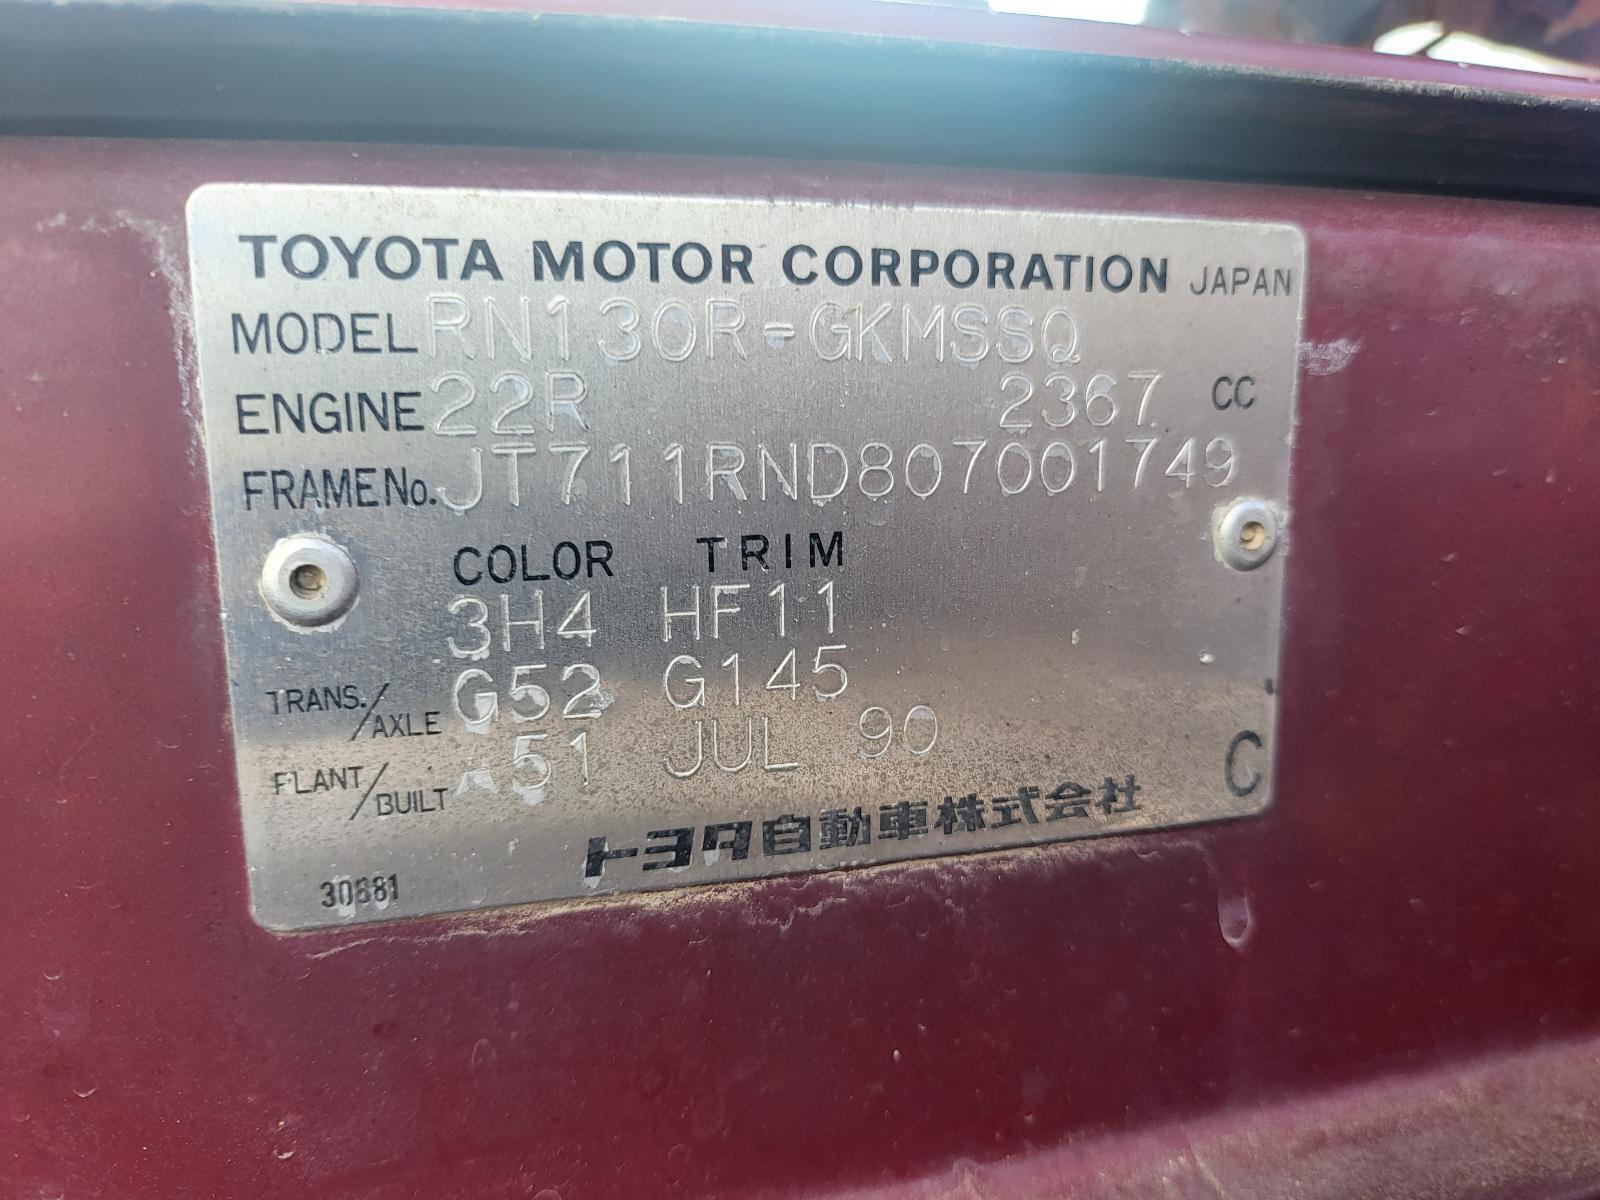 TOYOTA MOTOR CORPORATION JAPAN
MODEL RN130R-GKMSSQ
ENGINE 22R 2367 CC
FRAME No. JT711RND807001749
COLOR TRIM
3H4 HF11
TRANS./AXLE G52 G145
PLANT/BUILT A51 JUL 90
C
トヨタ自動車株式会社
30881